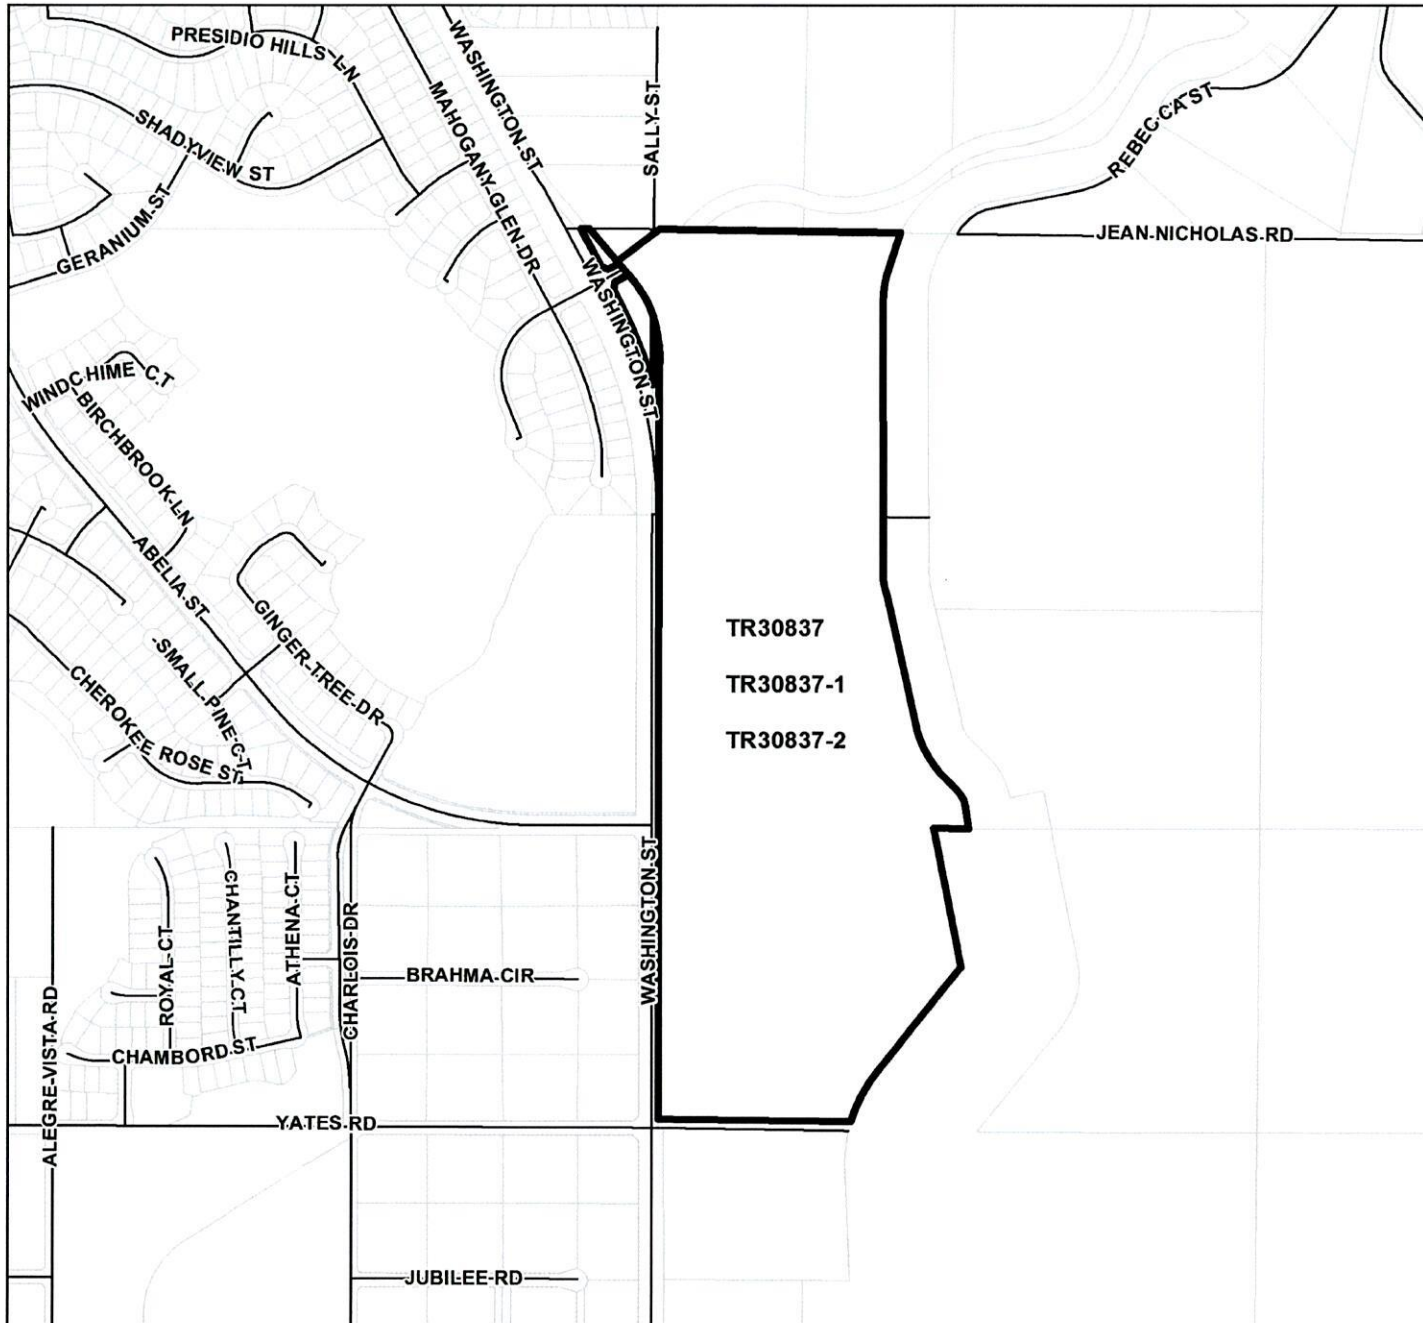 PRESIDIO HILLS LN
WASHINGTON ST
MAHOGANY GLEN DR
SALLY ST
SHADYVIEW ST
REBECCA ST
GERANIUM ST
JEAN NICHOLAS RD
WASHINGTON ST
WINDCHIME CT
BIRCHBROOK LN
ABELIA ST
GINGER TREE DR
SMALL PINE CT
CHEROKEE ROSE ST
TR30837
TR30837-1
TR30837-2
WASHINGTON ST
ROYAL CT
CHANTILLY CT
ATHENA CT
CHARLOIS DR
BRAHMA CIR
ALEGRE VISTA RD
CHAMBORD ST
YATES RD
JUBILEE RD